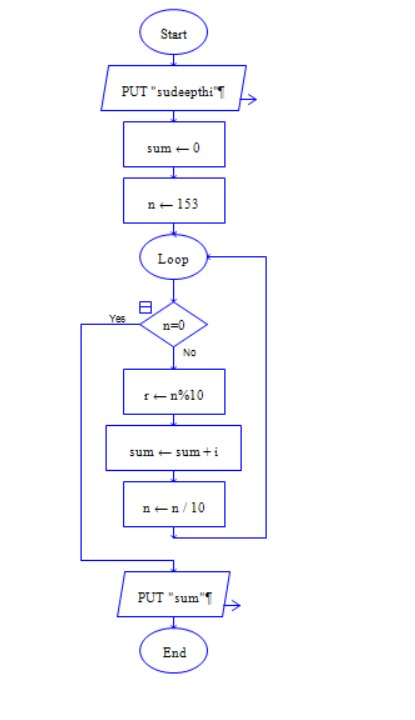 Start
PUT "sudeepthi"¶
sum ← 0
n ← 153
Loop
Yes
n=0
No
r ← n%10
sum ← sum + i
n ← n / 10
PUT "sum"¶
End